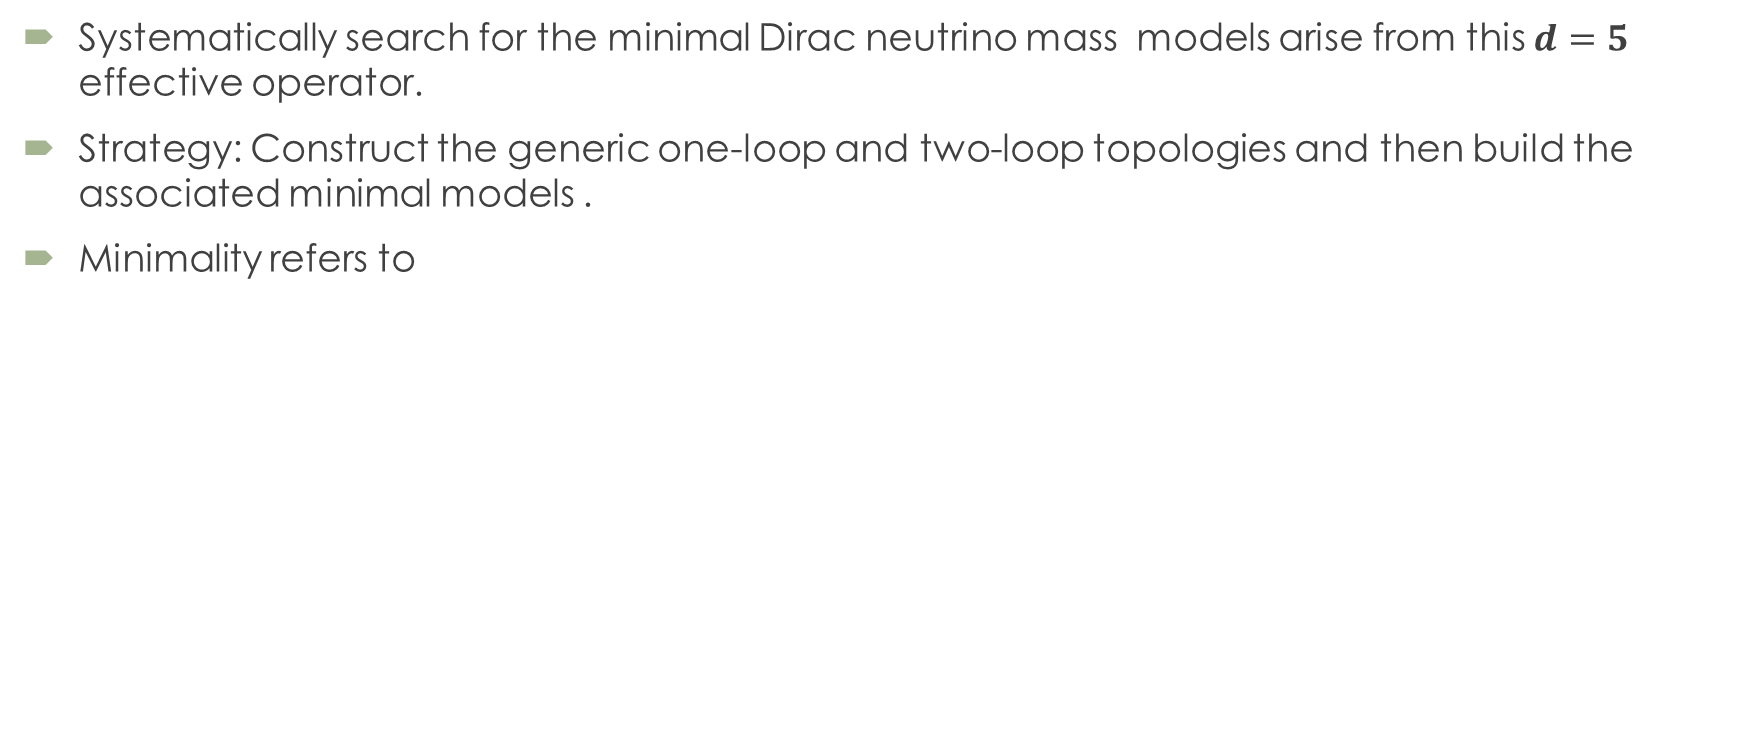 Systematically search for the minimal Dirac neutrino mass models arise from this d = 5
effective operator.
Strategy: Construct the generic one-loop and two-loop topologies and then build the
associated minimal models .
Minimality refers to